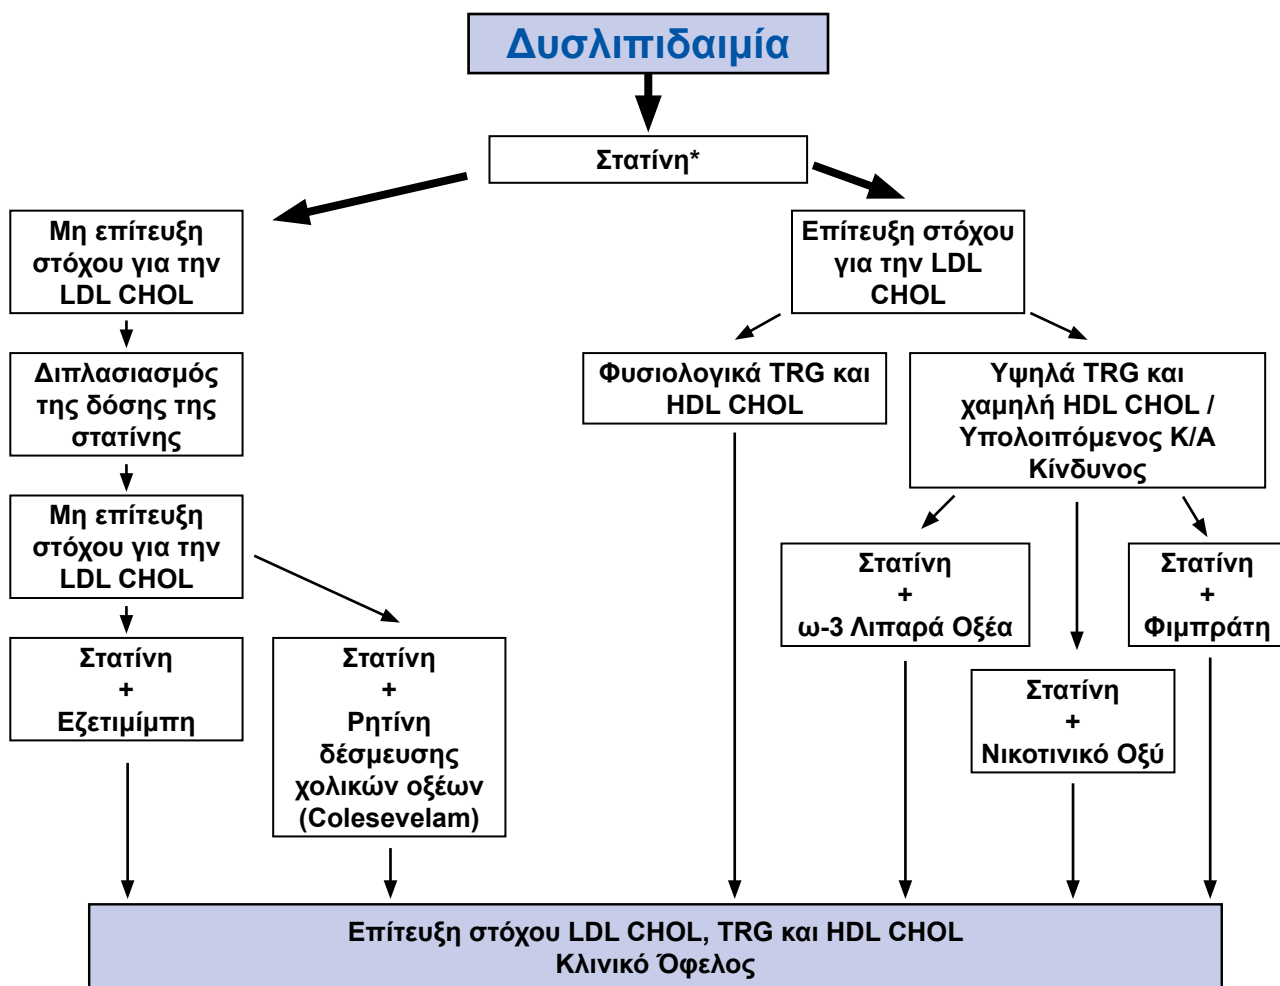 Δυσλιπιδαιμία
Στατίνη*
Μη επίτευξη
στόχου για την
LDL CHOL
Επίτευξη στόχου
για την LDL
CHOL
Διπλασιασμός
της δόσης της
στατίνης
Φυσιολογικά TRG και
HDL CHOL
Υψηλά TRG και
χαμηλή HDL CHOL /
Υπολοιπόμενος Κ/Α
Κίνδυνος
Μη επίτευξη
στόχου για την
LDL CHOL
Στατίνη
+
ω-3 Λιπαρά Οξέα
Στατίνη
+
Φιμπράτη
Στατίνη
+
Εζετιμίμπη
Στατίνη
+
Ρητίνη
δέσμευσης
χολικών οξέων
(Colesevelam)
Στατίνη
+
Νικοτινικό Οξύ
Επίτευξη στόχου LDL CHOL, TRG και HDL CHOL
Κλινικό Όφελος